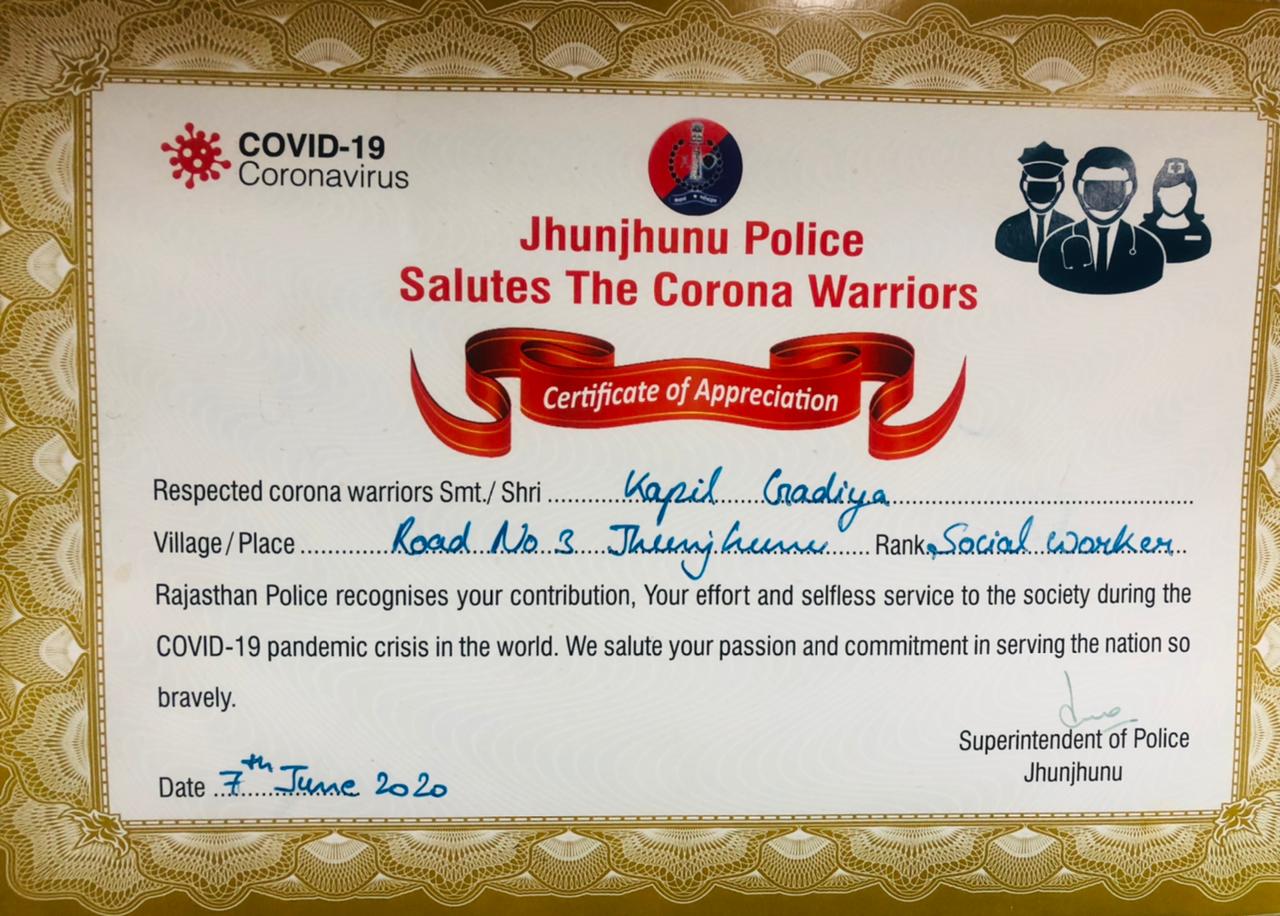 COVID-19
Coronavirus
Jhunjhunu Police
Salutes The Corona Warriors
Certificate of Appreciation
Respected corona warriors Smt./ Shri Kapil Gadiya
Village / Place Road No 3 Jhunjhunu Rank Social worker
Rajasthan Police recognises your contribution, Your effort and selfless service to the society during the
COVID-19 pandemic crisis in the world. We salute your passion and commitment in serving the nation so
bravely.
Superintendent of Police
Jhunjhunu
Date 7th June 2020